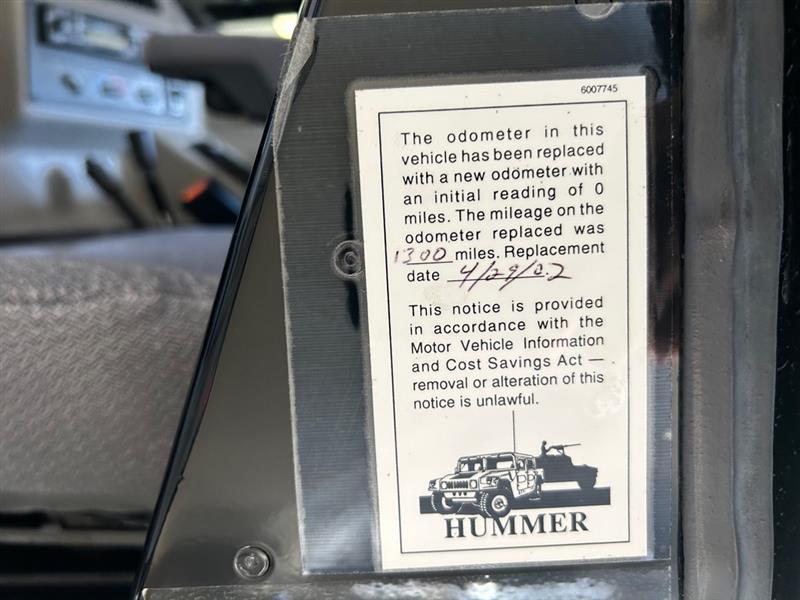 6007745
The odometer in this
vehicle has been replaced
with a new odometer with
an initial reading of 0
miles. The mileage on the
odometer replaced was
1300 miles. Replacement
date 4/29/02
This notice is provided
in accordance with the
Motor Vehicle Information
and Cost Savings Act —
removal or alteration of this
notice is unlawful.
HUMMER